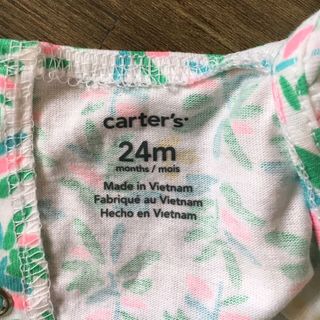 carter's
24m
months / mois
Made in Vietnam
Fabriqué au Vietnam
Hecho en Vietnam